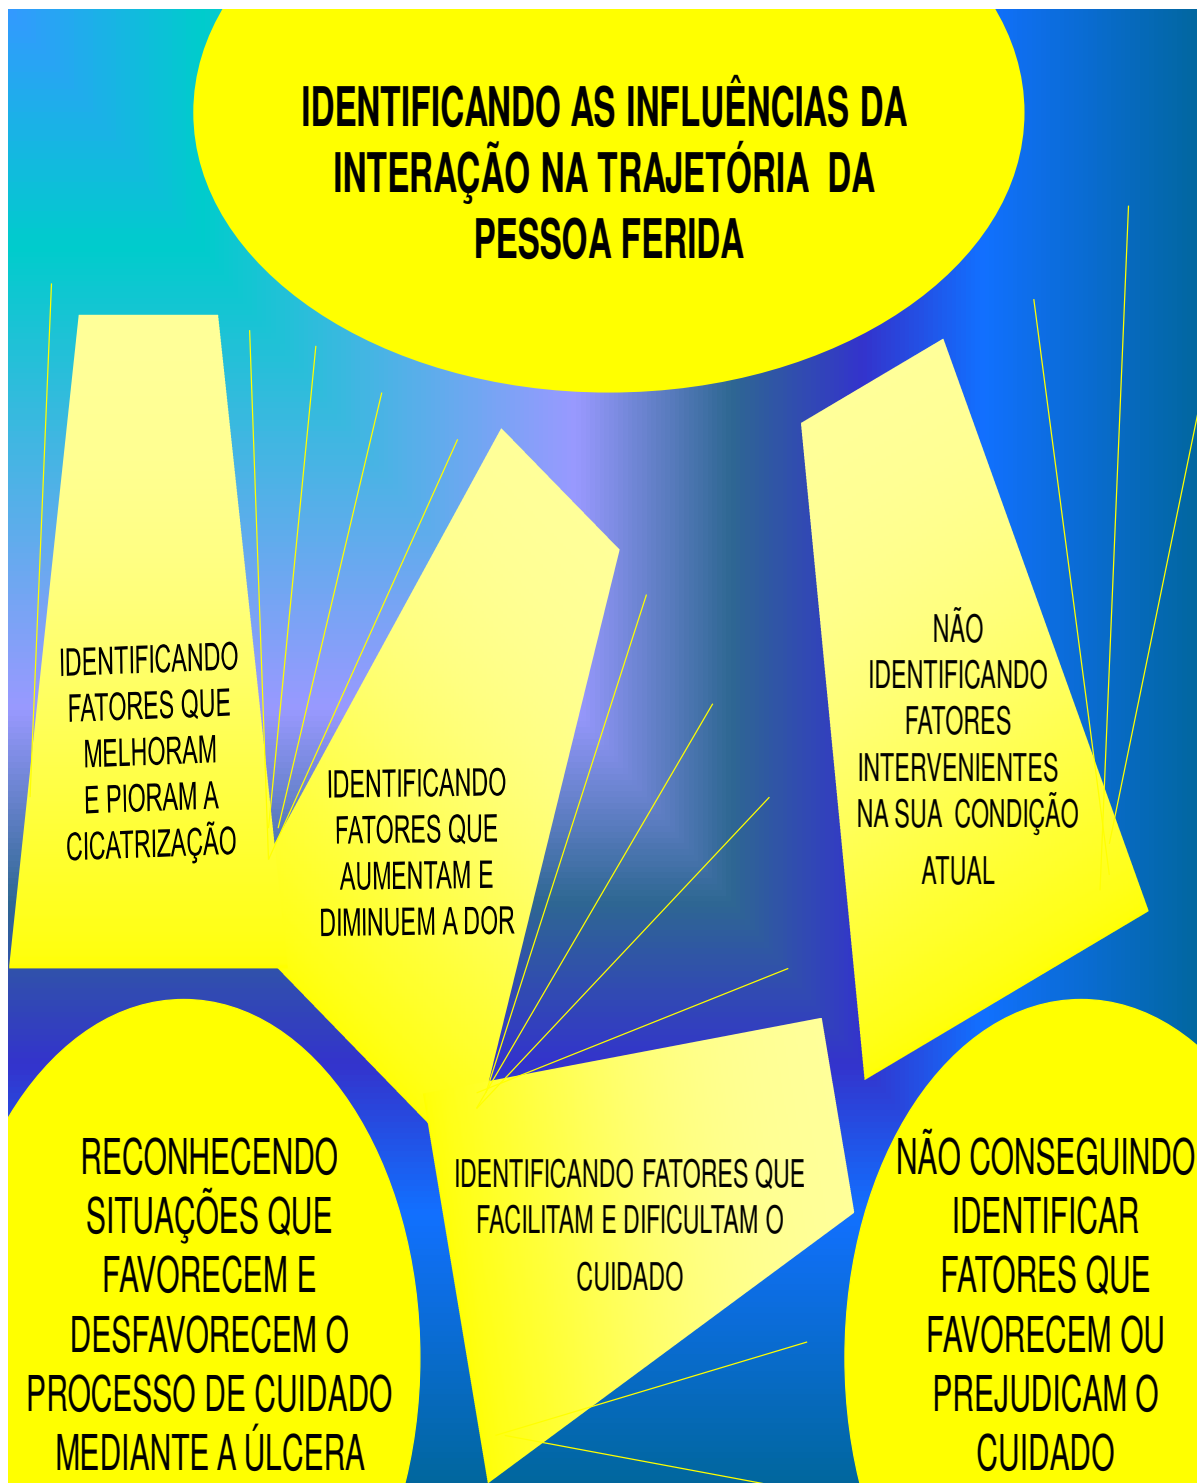 IDENTIFICANDO AS INFLUÊNCIAS DA
INTERAÇÃO NA TRAJETÓRIA DA
PESSOA FERIDA
IDENTIFICANDO
FATORES QUE
MELHORAM
E PIORAM A
CICATRIZAÇÃO
IDENTIFICANDO
FATORES QUE
AUMENTAM E
DIMINUEM A DOR
NÃO
IDENTIFICANDO
FATORES
INTERVENIENTES
NA SUA CONDIÇÃO
ATUAL
IDENTIFICANDO FATORES QUE
FACILITAM E DIFICULTAM O
CUIDADO
RECONHECENDO
SITUAÇÕES QUE
FAVORECEM E
DESFAVORECEM O
PROCESSO DE CUIDADO
MEDIANTE A ÚLCERA
NÃO CONSEGUINDO
IDENTIFICAR
FATORES QUE
FAVORECEM OU
PREJUDICAM O
CUIDADO